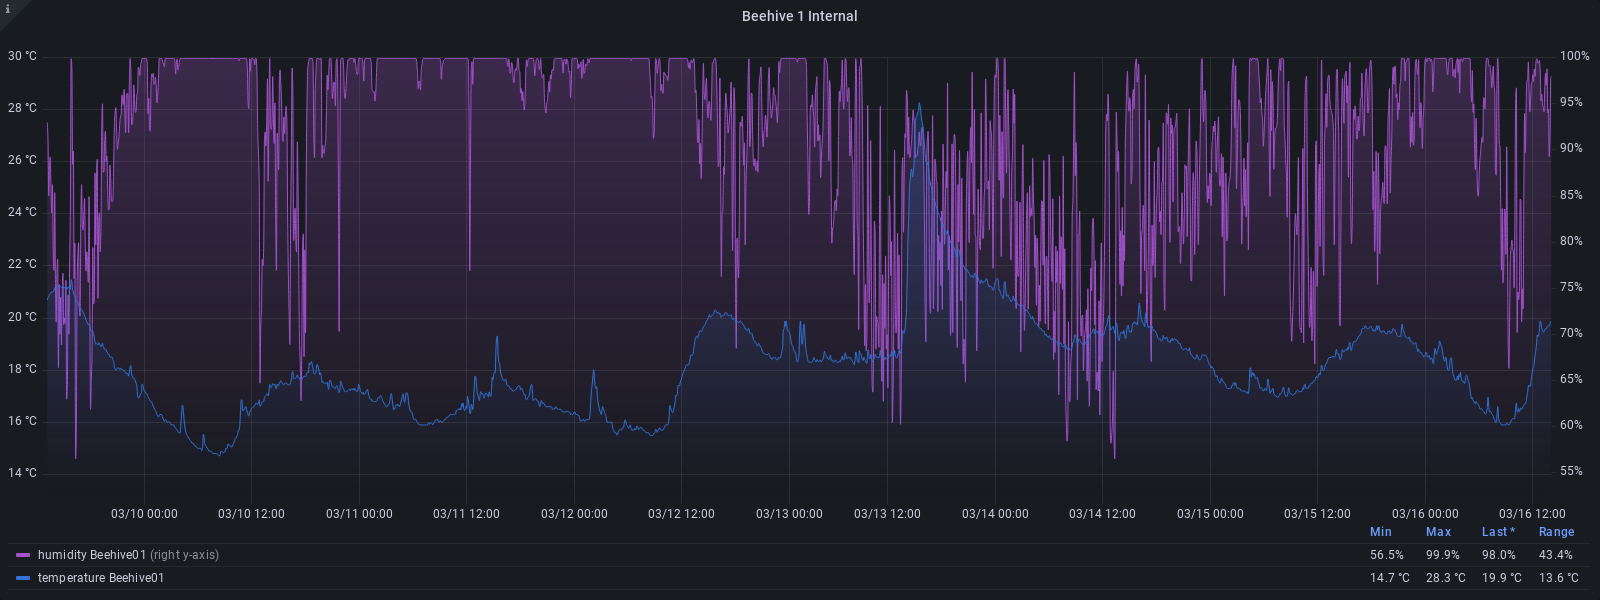 i
Beehive 1 Internal
30 °C 100%
28 °C 95%
26 °C 90%
24 °C 85%
22 °C 80%
20 °C 75%
18 °C 70%
16 °C 65%
14 °C 60%
55%
03/10 00:00 03/10 12:00 03/11 00:00 03/11 12:00 03/12 00:00 03/12 12:00 03/13 00:00 03/13 12:00 03/14 00:00 03/14 12:00 03/15 00:00 03/15 12:00 03/16 00:00 03/16 12:00
Min Max Last * Range
humidity Beehive01 (right y-axis) 56.5% 99.9% 98.0% 43.4%
temperature Beehive01 14.7 °C 28.3 °C 19.9 °C 13.6 °C